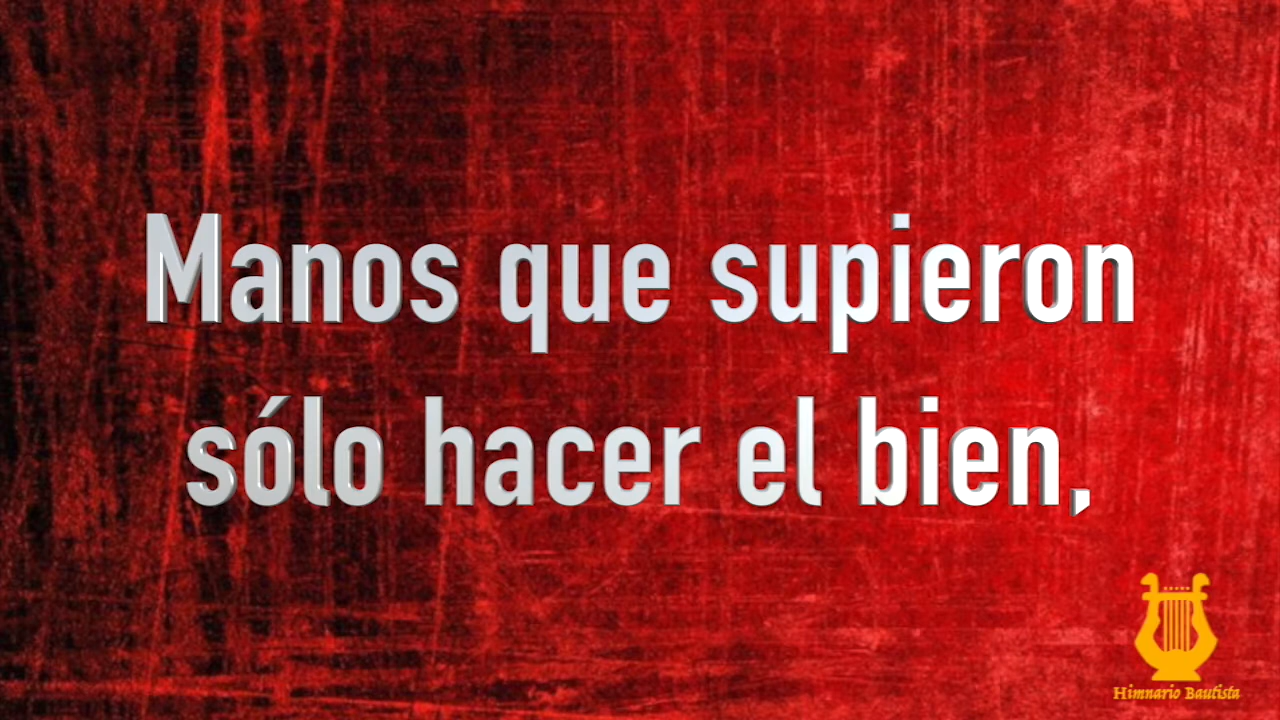 Manos que supieron
sólo hacer el bien,
Himnario Bautista